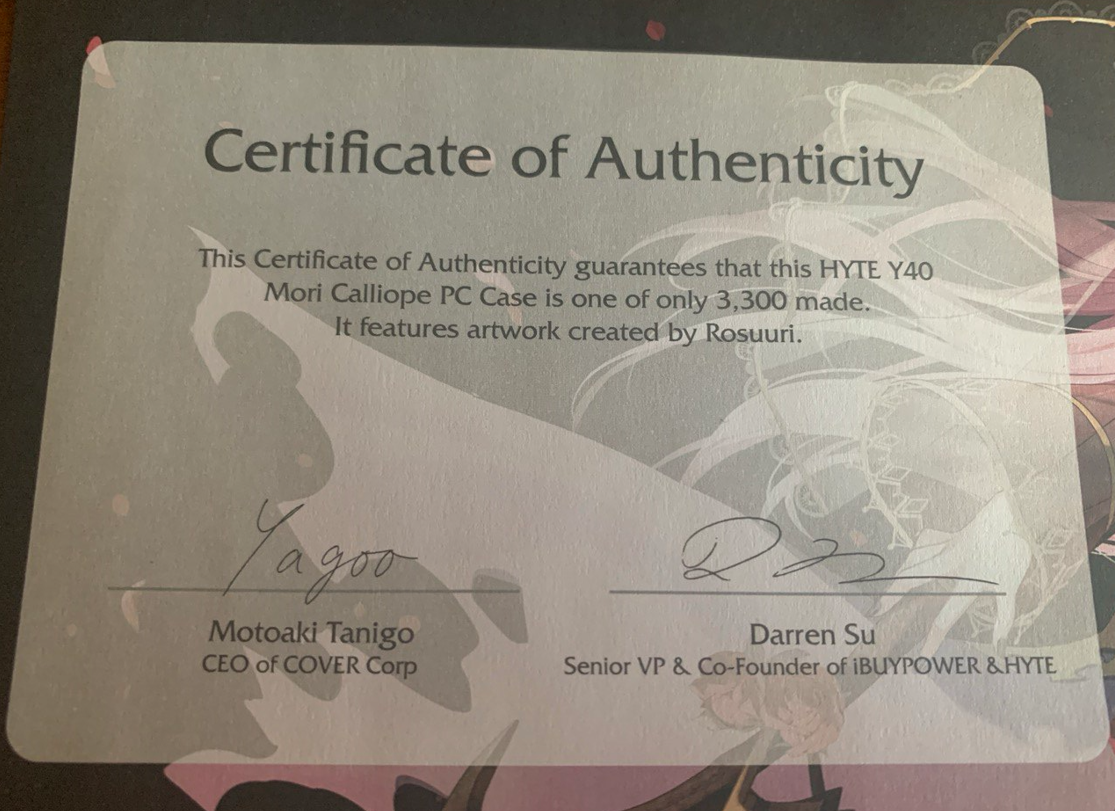 Certificate of Authenticity
This Certificate of Authenticity guarantees that this HYTE Y40
Mori Calliope PC Case is one of only 3,300 made.
It features artwork created by Rosuuri.
Yagoo
Motoaki Tanigo
CEO of COVER Corp
Darren Su
Senior VP & Co-Founder of iBUYPOWER &HYTE